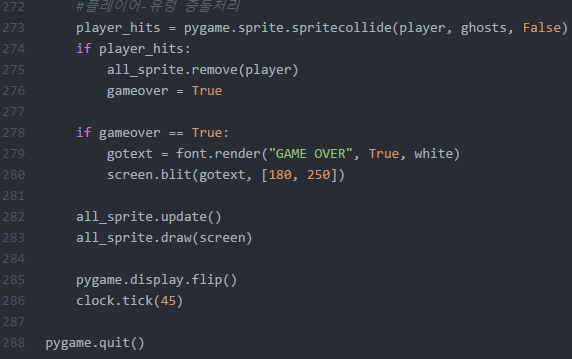 272 #플레이어-유령 충돌처리
273 player_hits = pygame.sprite.spritecollide(player, ghosts, False)
274 if player_hits:
275 all_sprite.remove(player)
276 gameover = True
277
278 if gameover == True:
279 gotext = font.render("GAME OVER", True, white)
280 screen.blit(gotext, [180, 250])
281
282 all_sprite.update()
283 all_sprite.draw(screen)
284
285 pygame.display.flip()
286 clock.tick(45)
287
288 pygame.quit()